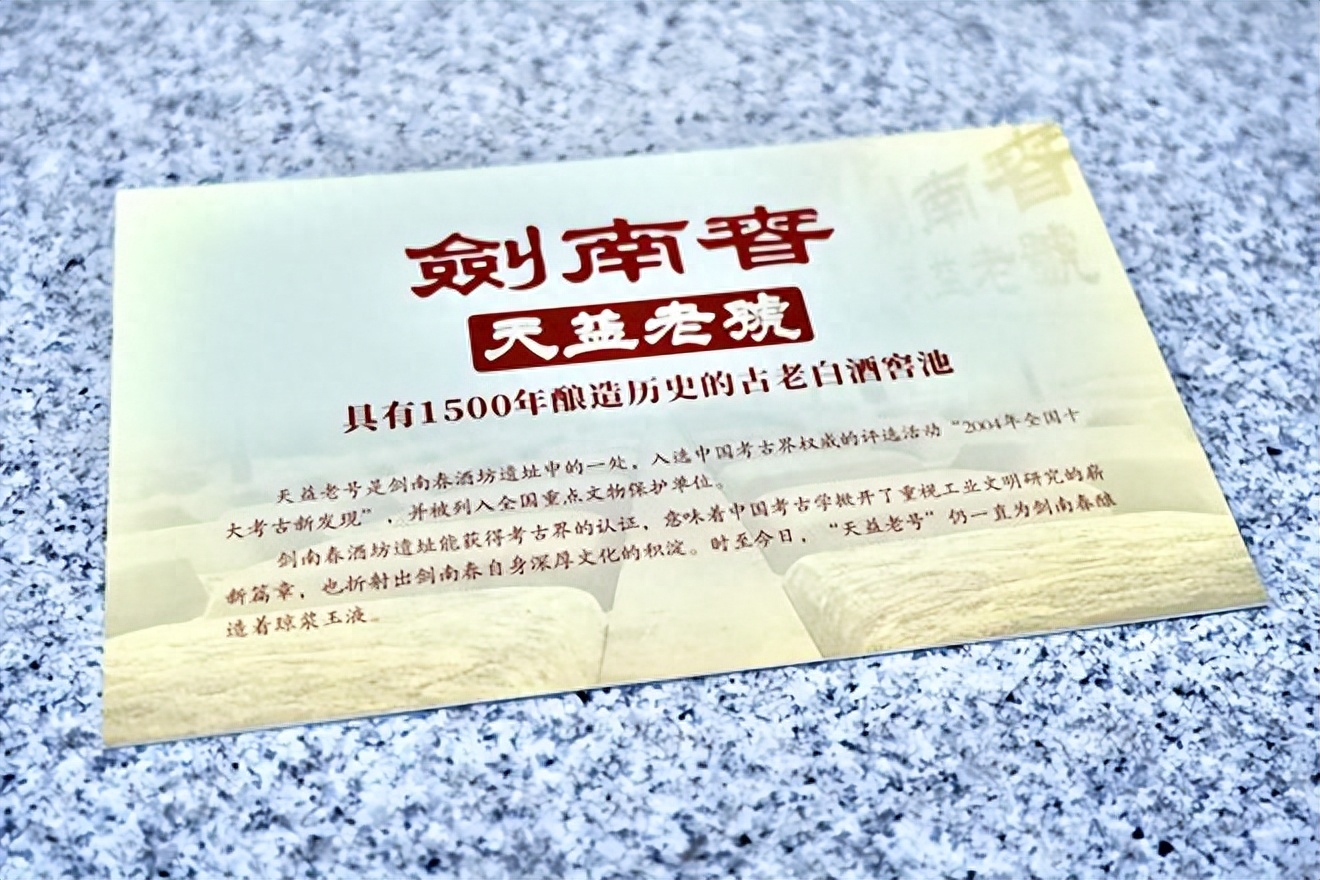 劍南春
天益老號
具有1500年酿造历史的古老白酒窖池
天益老号是剑南春酒坊遗址中的一处，入选中国考古界权威的评选活动“2004年全国十
大考古新发现”，并被列入全国重点文物保护单位。
剑南春酒坊遗址能获得考古界的认证，意味着中国考古学掀开了重视工业文明研究的崭
新篇章，也折射出剑南春自身深厚文化的积淀。时至今日，“天益老号”仍一直为剑南春酿
造着琼浆玉液。
南春
老號